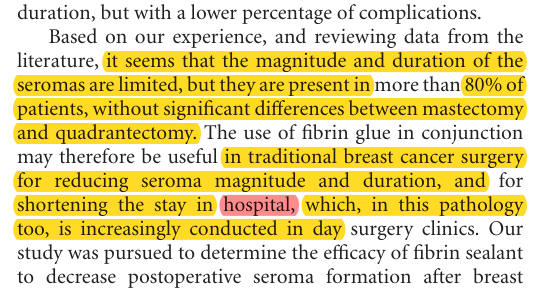 duration, but with a lower percentage of complications.
Based on our experience, and reviewing data from the
literature, it seems that the magnitude and duration of the
seromas are limited, but they are present in more than 80% of
patients, without significant differences between mastectomy
and quadrantectomy. The use of fibrin glue in conjunction
may therefore be useful in traditional breast cancer surgery
for reducing seroma magnitude and duration, and for
shortening the stay in hospital, which, in this pathology
too, is increasingly conducted in day surgery clinics. Our
study was pursued to determine the efficacy of fibrin sealant
to decrease postoperative seroma formation after breast